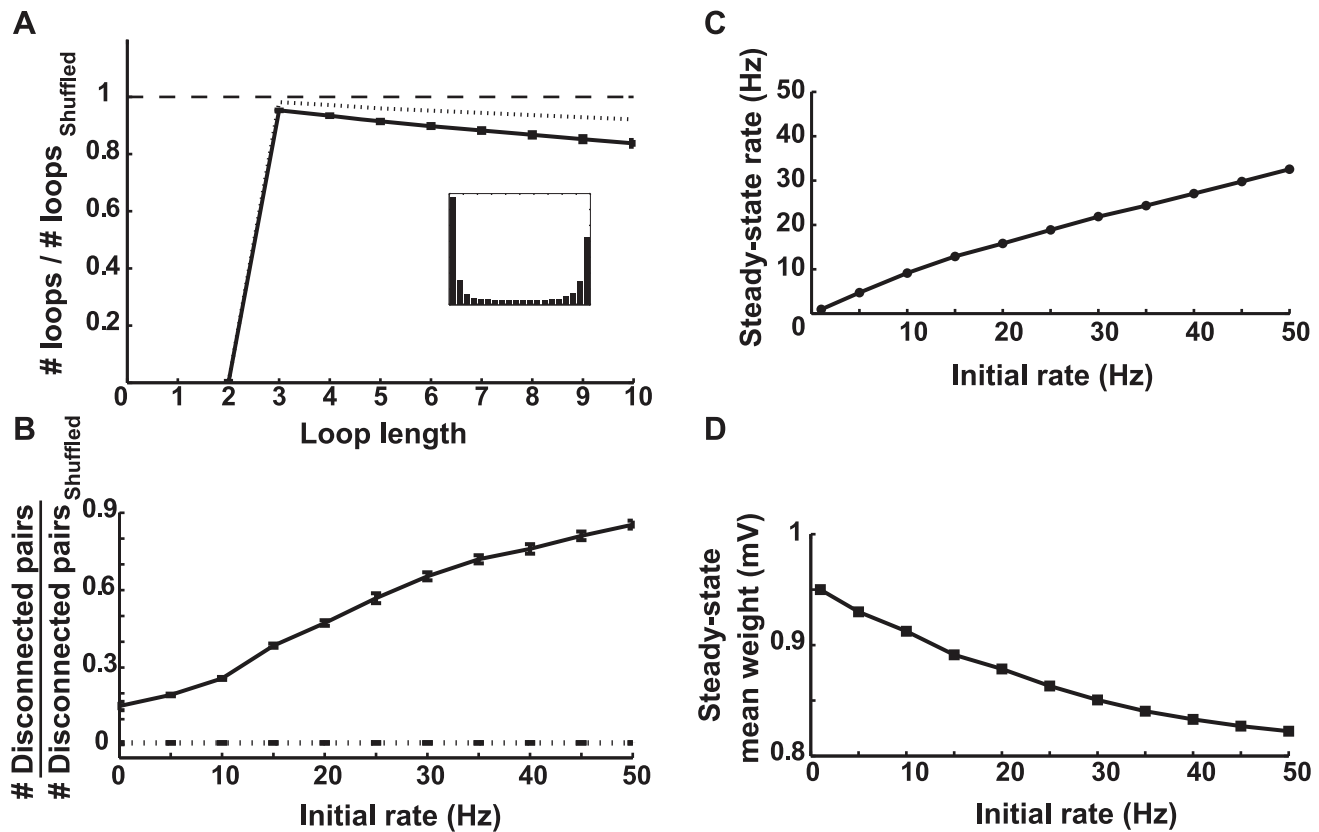 A
# loops / # loops Shuffled
1
0.8
0.6
0.4
0.2
0 1 2 3 4 5 6 7 8 9 10
Loop length
B
# Disconnected pairs
# Disconnected pairs Shuffled
0.9
0.6
0.3
0
0 10 20 30 40 50
Initial rate (Hz)
C
Steady-state rate (Hz)
50
40
30
20
10
0 10 20 30 40 50
Initial rate (Hz)
D
Steady-state
mean weight (mV)
1
0.9
0.8
0 10 20 30 40 50
Initial rate (Hz)